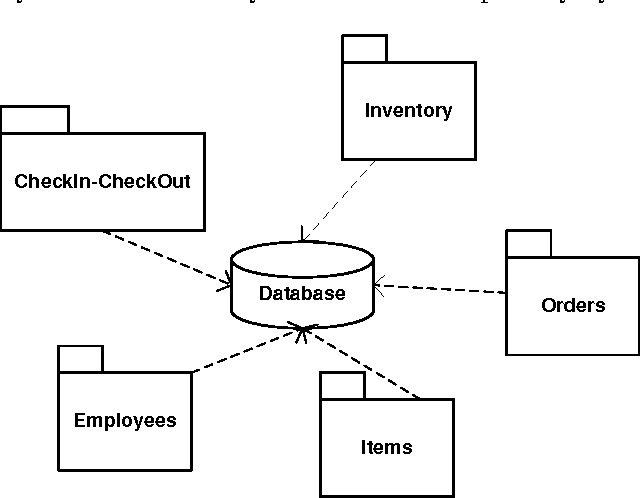 Inventory
CheckIn-CheckOut
Database
Orders
Employees
Items